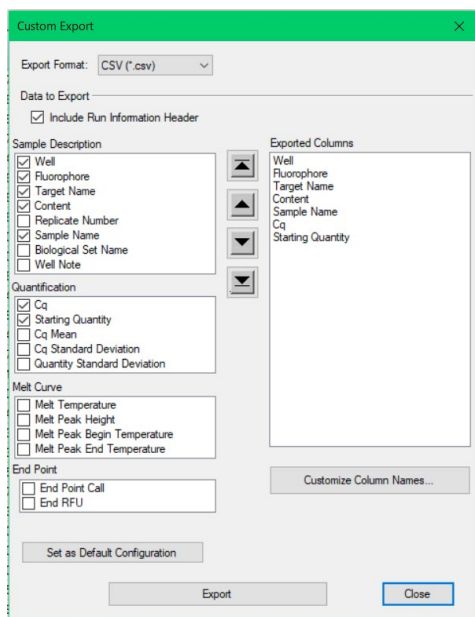 Custom Export
Export Format: CSV (*.csv)
Data to Export
Include Run Information Header
Sample Description
Well
Fluorophore
Target Name
Content
Replicate Number
Sample Name
Biological Set Name
Well Note
Quantification
Cq
Starting Quantity
Cq Mean
Cq Standard Deviation
Quantity Standard Deviation
Melt Curve
Melt Temperature
Melt Peak Height
Melt Peak Begin Temperature
Melt Peak End Temperature
End Point
End Point Call
End RFU
Exported Columns
Well
Fluorophore
Target Name
Content
Sample Name
Cq
Starting Quantity
Customize Column Names...
Set as Default Configuration
Export
Close